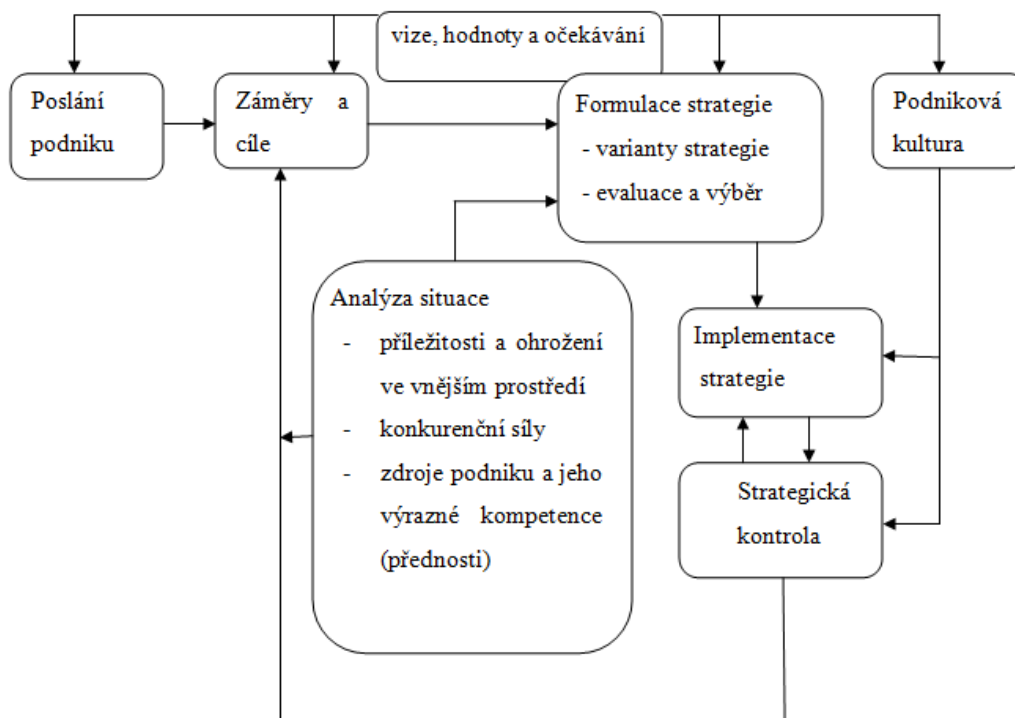 vize, hodnoty a očekávání
Poslání
podniku
Záměry a
cíle
Formulace strategie
- varianty strategie
- evaluace a výběr
Podniková
kultura
Analýza situace
- příležitosti a ohrožení
ve vnějším prostředí
- konkurenční síly
- zdroje podniku a jeho
výrazné kompetence
(přednosti)
Implementace
strategie
Strategická
kontrola